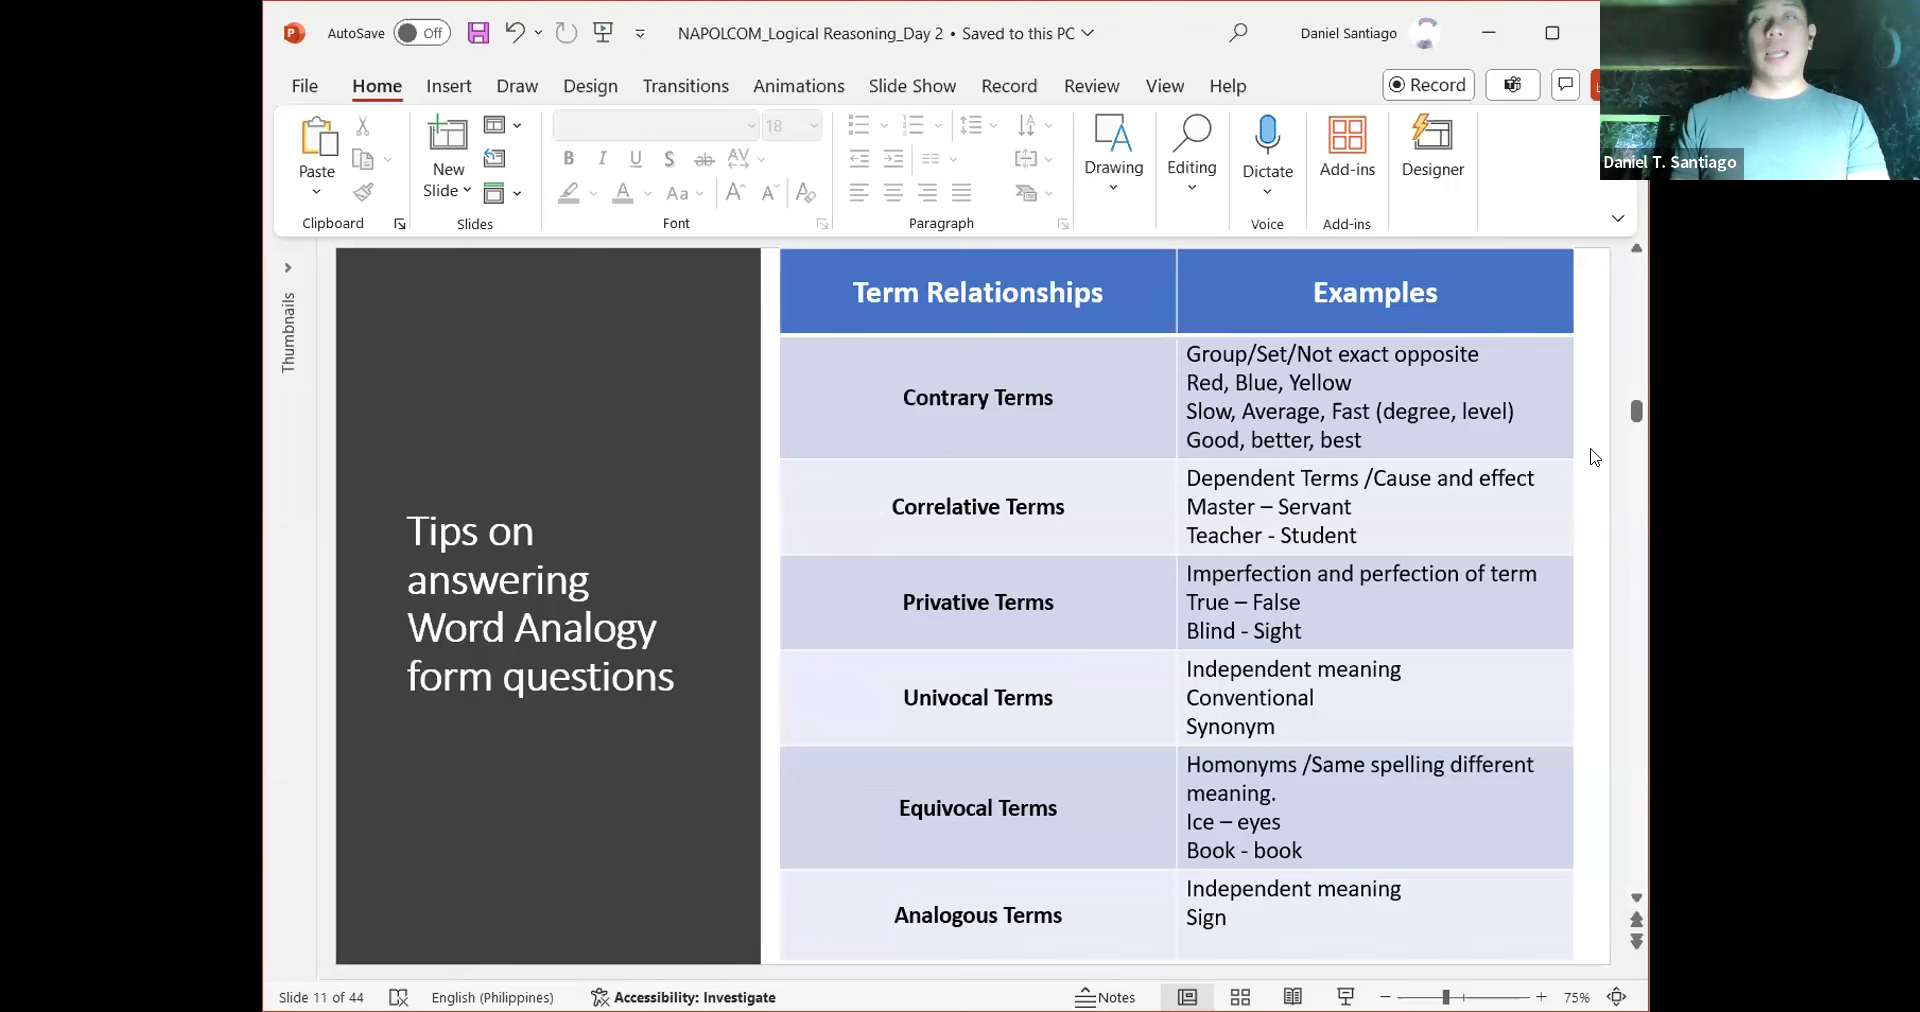 AutoSave Off
NAPOLCOM_Logical Reasoning_Day 2 • Saved to this PC
Daniel Santiago
File Home Insert Draw Design Transitions Animations Slide Show Record Review View Help
Record
Paste
New
Slide
18
Drawing
Editing
Dictate
Add-ins
Designer
Clipboard
Slides
Font
Paragraph
Voice
Add-ins
Daniel T. Santiago
Thumbnails
Tips on
answering
Word Analogy
form questions
Term Relationships
Examples
Contrary Terms
Group/Set/Not exact opposite
Red, Blue, Yellow
Slow, Average, Fast (degree, level)
Good, better, best
Correlative Terms
Dependent Terms /Cause and effect
Master – Servant
Teacher - Student
Privative Terms
Imperfection and perfection of term
True – False
Blind - Sight
Univocal Terms
Independent meaning
Conventional
Synonym
Equivocal Terms
Homonyms /Same spelling different
meaning.
Ice – eyes
Book - book
Analogous Terms
Independent meaning
Sign
Slide 11 of 44
English (Philippines)
Accessibility: Investigate
Notes
75%